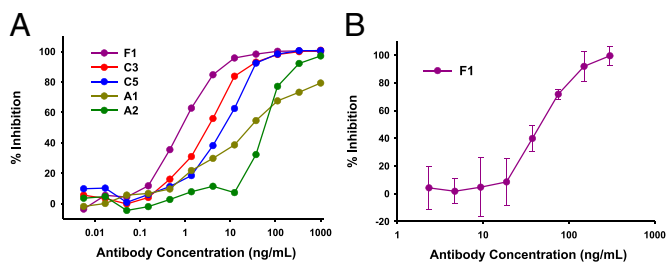 A
B
F1
C3
C5
A1
A2
% Inhibition
100
80
60
40
20
0
0.01 0.1 1 10 100 1000
Antibody Concentration (ng/mL)
F1
% Inhibition
100
80
60
40
20
0
-20
1 10 100 1000
Antibody Concentration (ng/mL)